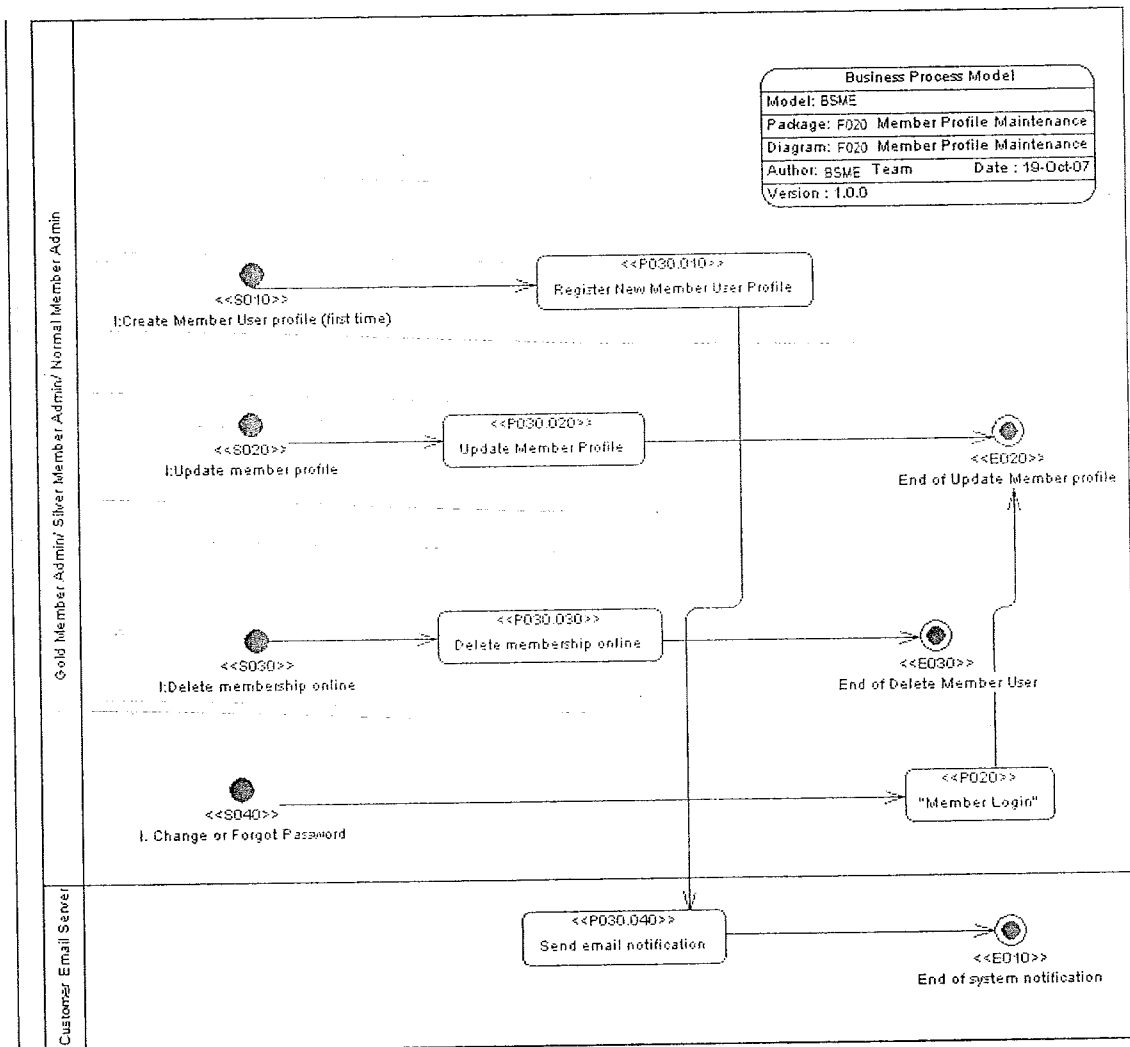 Business Process Model
Model: BSME
Package: F020 Member Profile Maintenance
Diagram: F020 Member Profile Maintenance
Author: BSME Team Date : 19-Oct-07
Version : 1.0.0
Gold Member Admin/ Silver Member Admin/ Normal Member Admin
<<S010>>
I:Create Member User profile (first time)
<<P030.010>>
Register New Member User Profile
<<S020>>
I:Update member profile
<<P030.020>>
Update Member Profile
<<E020>>
End of Update Member profile
<<S030>>
I:Delete membership online
<<P030.030>>
Delete membership online
<<E030>>
End of Delete Member User
<<S040>>
I. Change or Forgot Password
<<P020>>
"Member Login"
Customer Email Server
<<P030.040>>
Send email notification
<<E010>>
End of system notification